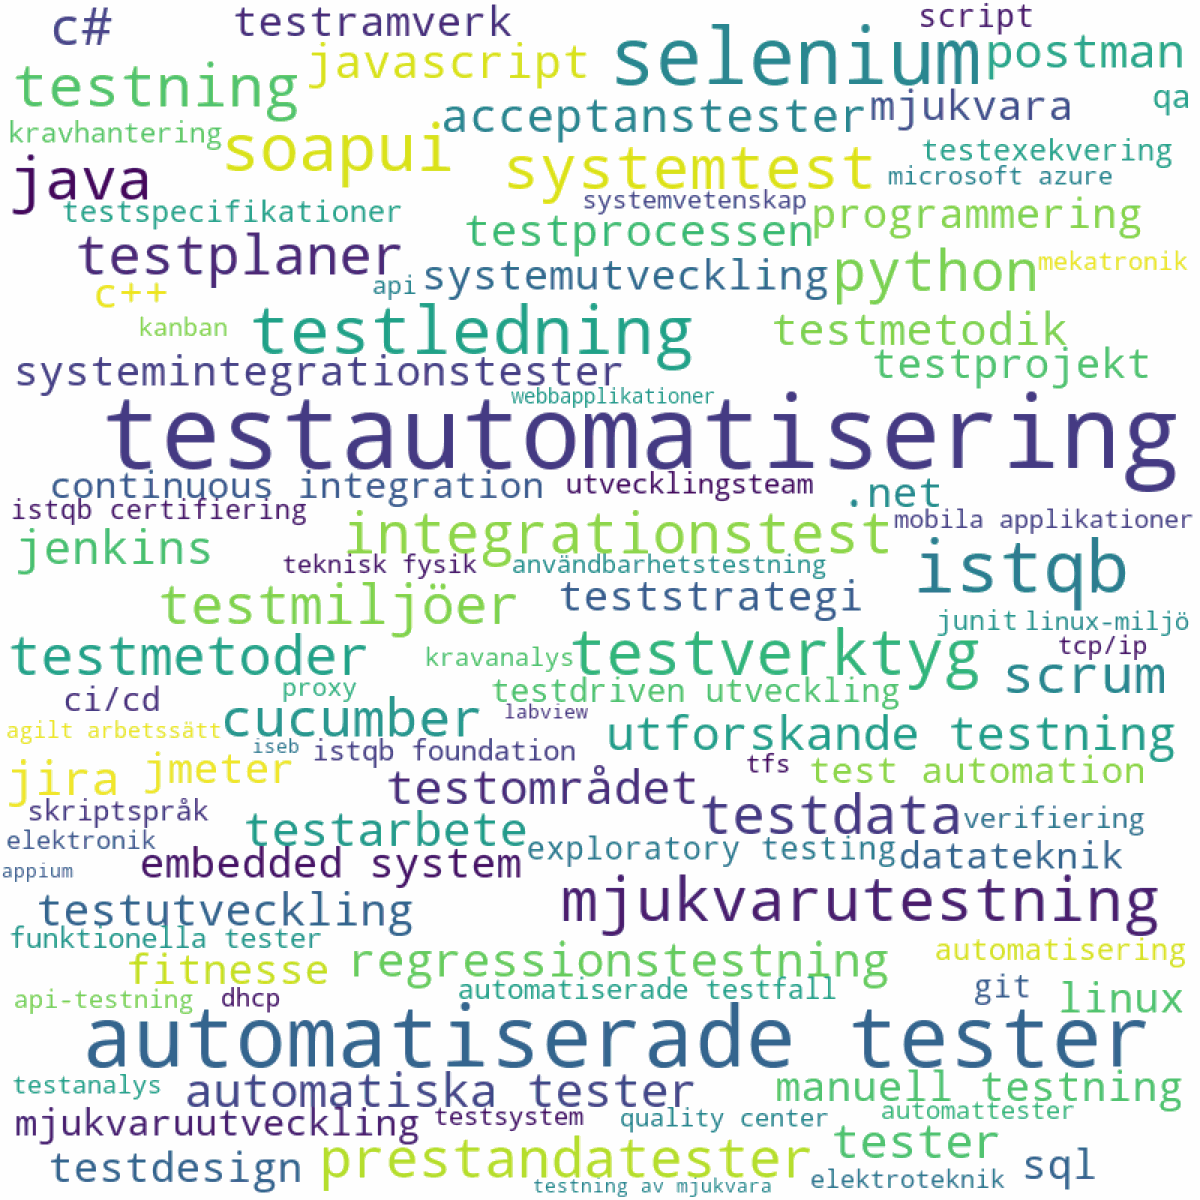 c# testramverk script
testning javascript selenium postman
kravhantering soapui acceptanstester mjukvara qa
java systemtest testexekvering
microsoft azure
testspecifikationer systemvetenskap programmering
testplaner testprocessen
c++ api systemutveckling python mekatronik
kanban testledning testmetodik
systemintegrationstester testprojekt
webbapplikationer
testautomatisering
continuous integration utvecklingsteam .net
istqb certifiering integrationstest mobila applikationer
jenkins teknisk fysik användbarhetstestning istqb
testmiljöer teststrategi junit linux-miljö
testmetoder kravanalys testverktyg tcp/ip
ci/cd proxy testdriven utveckling scrum
agilt arbetssätt cucumber labview utforskande testning
iseb istqb foundation
jira jmeter testområdet tfs test automation
skriptspråk testarbete testdata verifiering
elektronik embedded system exploratory testing datateknik
appium
testutveckling mjukvarutestning
funktionella tester fitnesse regressionstestning automatisering
api-testning dhcp automatiserade testfall git linux
automatiserade tester
testanalys automatiska tester manuell testning
mjukvaruutveckling testsystem quality center automattester
testdesign prestandatester tester sql
testning av mjukvara elektroteknik